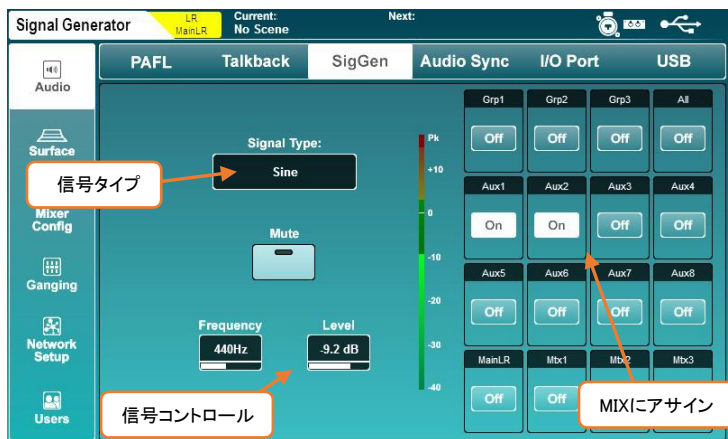 Signal Generator
LR
MainLR
Current:
No Scene
Next:
Audio
Surface
Mixer
Config
Ganging
Network
Setup
Users
PAFL
Talkback
SigGen
Audio Sync
I/O Port
USB
Signal Type:
Sine
Mute
Frequency
440Hz
Level
-9.2 dB
Pk
+10
0
-10
-20
-30
-40
Grp1
Grp2
Grp3
All
Off
Off
Off
Off
Aux1
Aux2
Aux3
Aux4
On
On
Off
Off
Aux5
Aux6
Aux7
Aux8
Off
Off
Off
Off
MainLR
Mtx1
Mtx2
Mtx3
Off
Off
信号タイプ
信号コントロール
MIXにアサイン